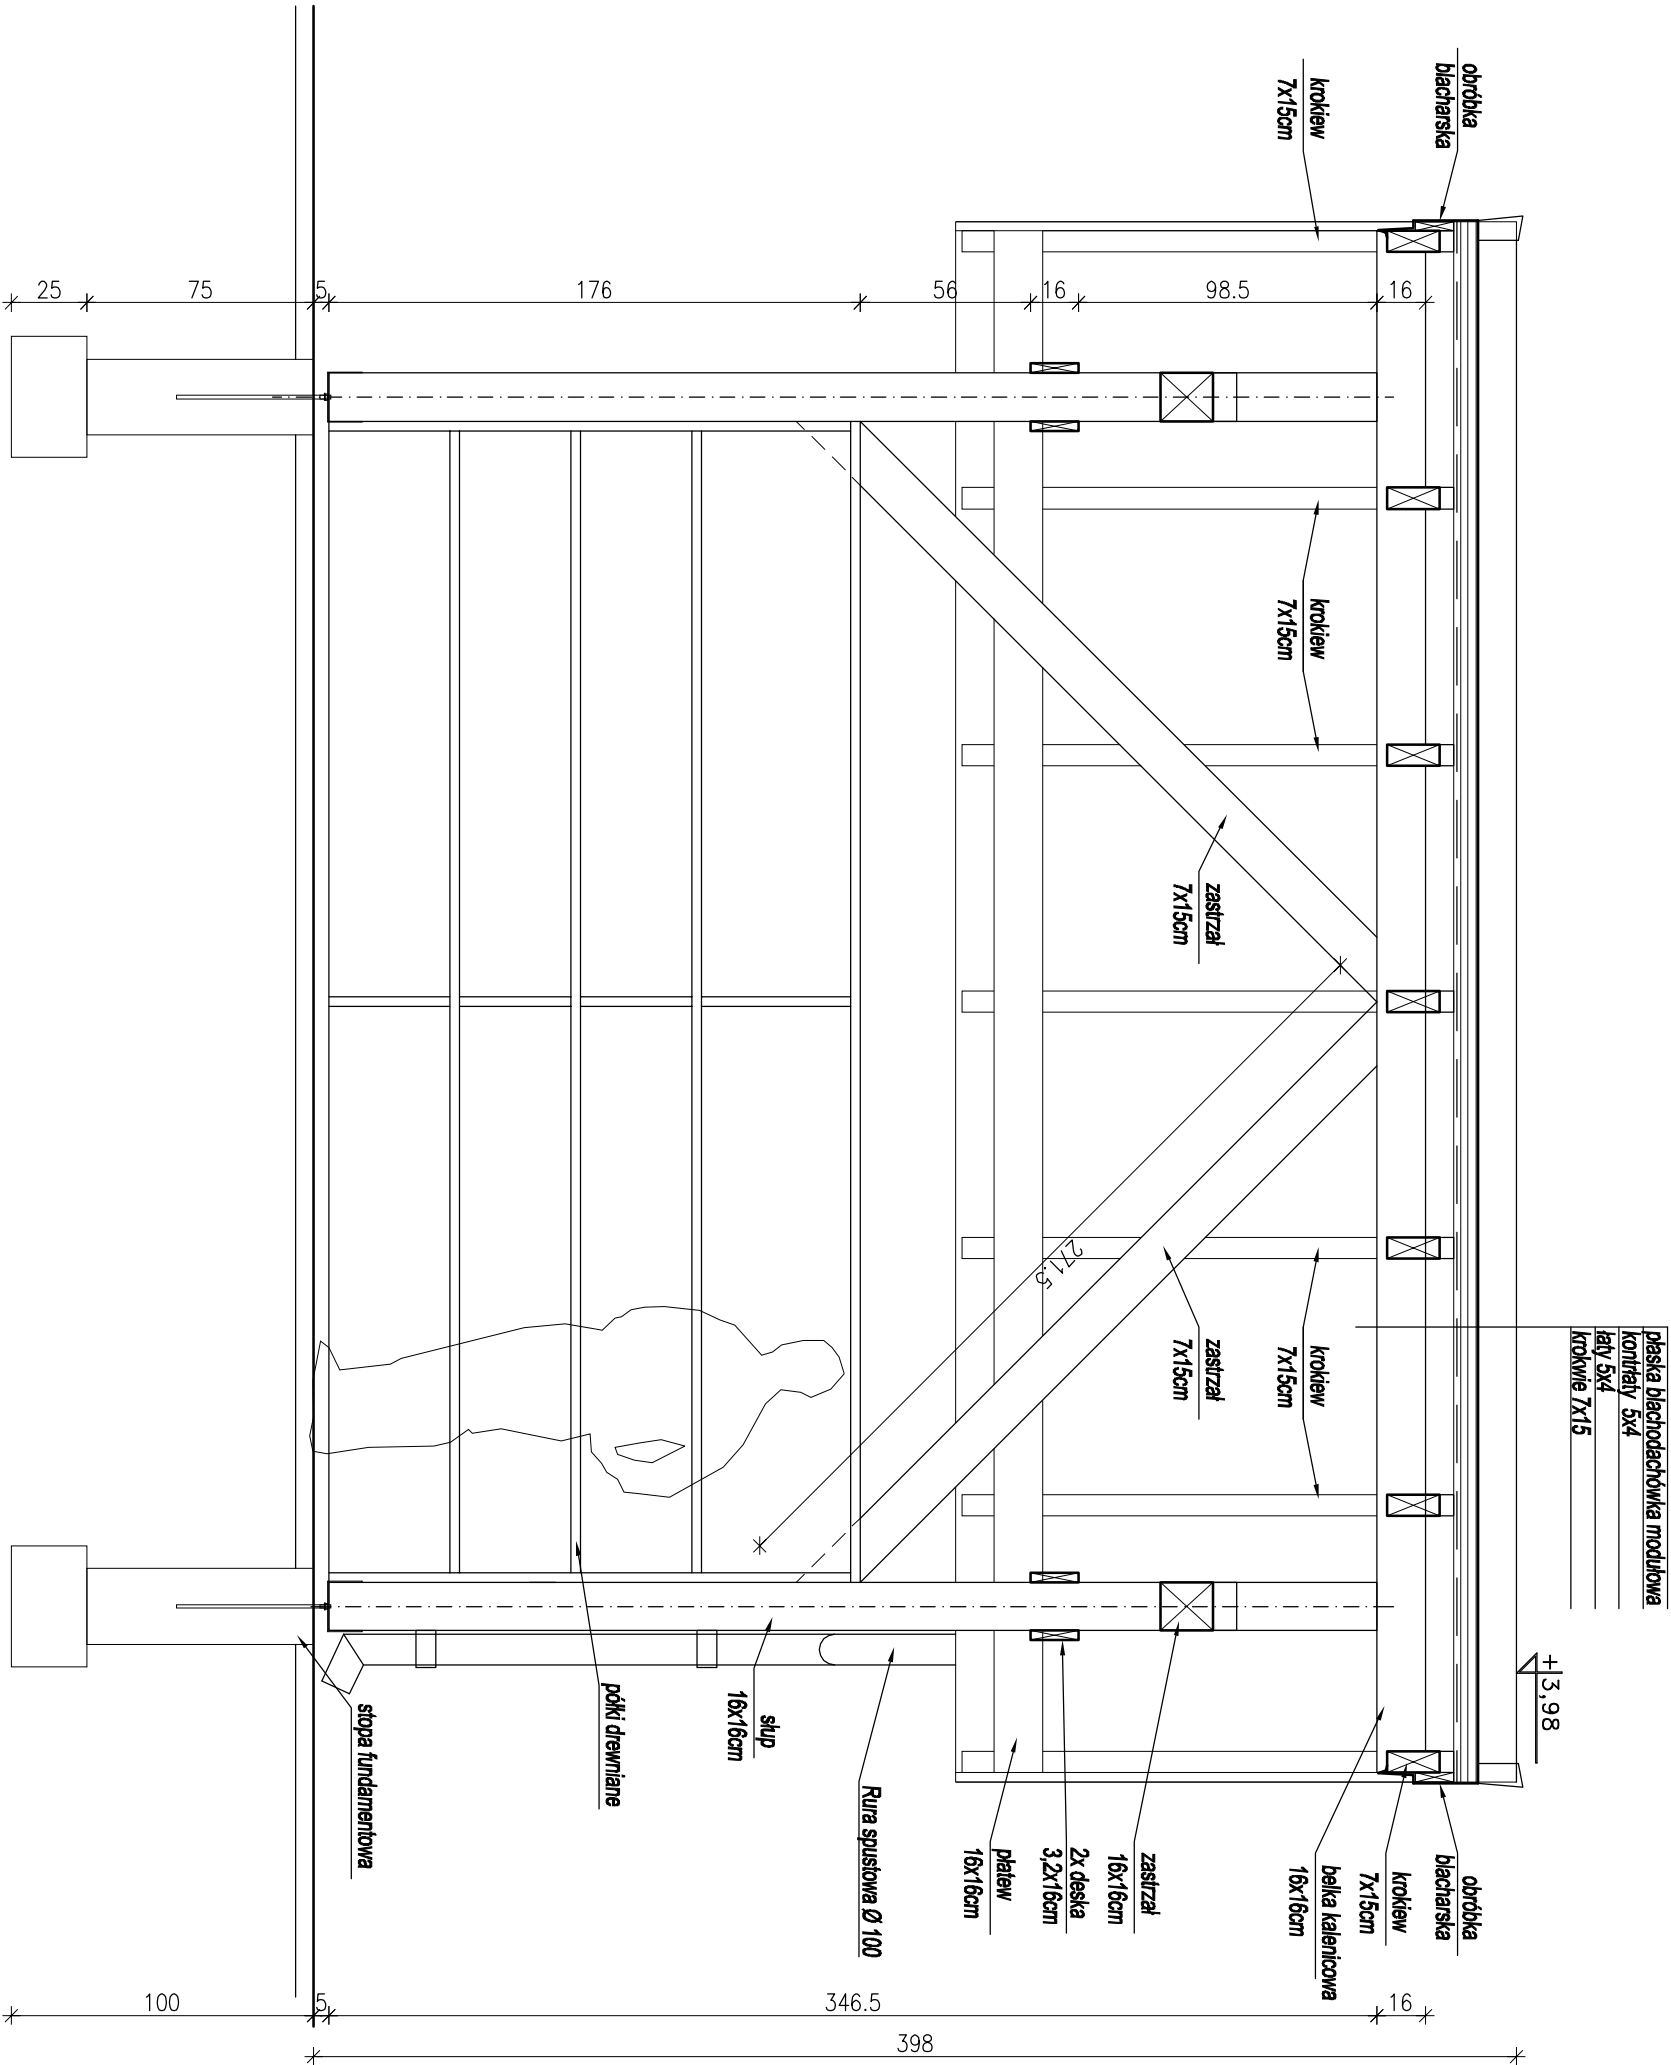 płaska blachodachówka modułowa
kontrłaty 5x4
łaty 5x4
krokwie 7x15
+3,98
obróbka
blacharska
krokiew
7x15cm
krokiew
7x15cm
zastrzał
7x15cm
krokiew
7x15cm
zastrzał
7x15cm
271.5
obróbka
blacharska
krokiew
7x15cm
belka kalenicowa
16x16cm
zastrzał
16x16cm
2x deska
3,2x16cm
płatew
16x16cm
Rura spustowa Ø 100
słup
16x16cm
półki drewniane
stopa fundamentowa
16
98.5
16
56
176
5
75
25
16
346.5
5
100
398